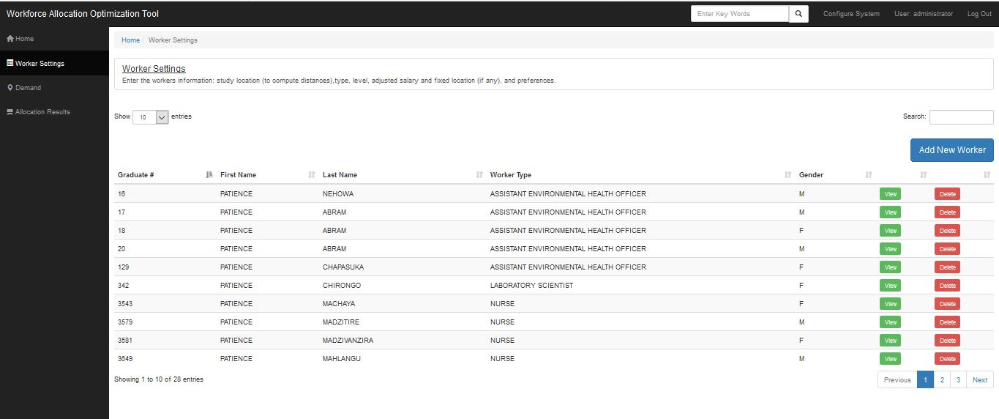 Workforce Allocation Optimization Tool Enter Key Words Configure System User: administrator Log Out
Home
Worker Settings
Demand
Allocation Results
Home / Worker Settings
Worker Settings
Enter the workers information: study location (to compute distances),type, level, adjusted salary and fixed location (if any), and preferences.
Show 10 entries Search:
Add New Worker
Graduate # First Name Last Name Worker Type Gender
16 PATIENCE NEHOWA ASSISTANT ENVIRONMENTAL HEALTH OFFICER M View Delete
17 PATIENCE ABRAM ASSISTANT ENVIRONMENTAL HEALTH OFFICER M View Delete
18 PATIENCE ABRAM ASSISTANT ENVIRONMENTAL HEALTH OFFICER F View Delete
20 PATIENCE ABRAM ASSISTANT ENVIRONMENTAL HEALTH OFFICER M View Delete
129 PATIENCE CHAPASUKA ASSISTANT ENVIRONMENTAL HEALTH OFFICER F View Delete
342 PATIENCE CHIRONGO LABORATORY SCIENTIST F View Delete
3543 PATIENCE MACHAYA NURSE F View Delete
3579 PATIENCE MADZITIRE NURSE M View Delete
3581 PATIENCE MADZIVANZIRA NURSE F View Delete
3649 PATIENCE MAHLANGU NURSE M View Delete
Showing 1 to 10 of 28 entries Previous 1 2 3 Next